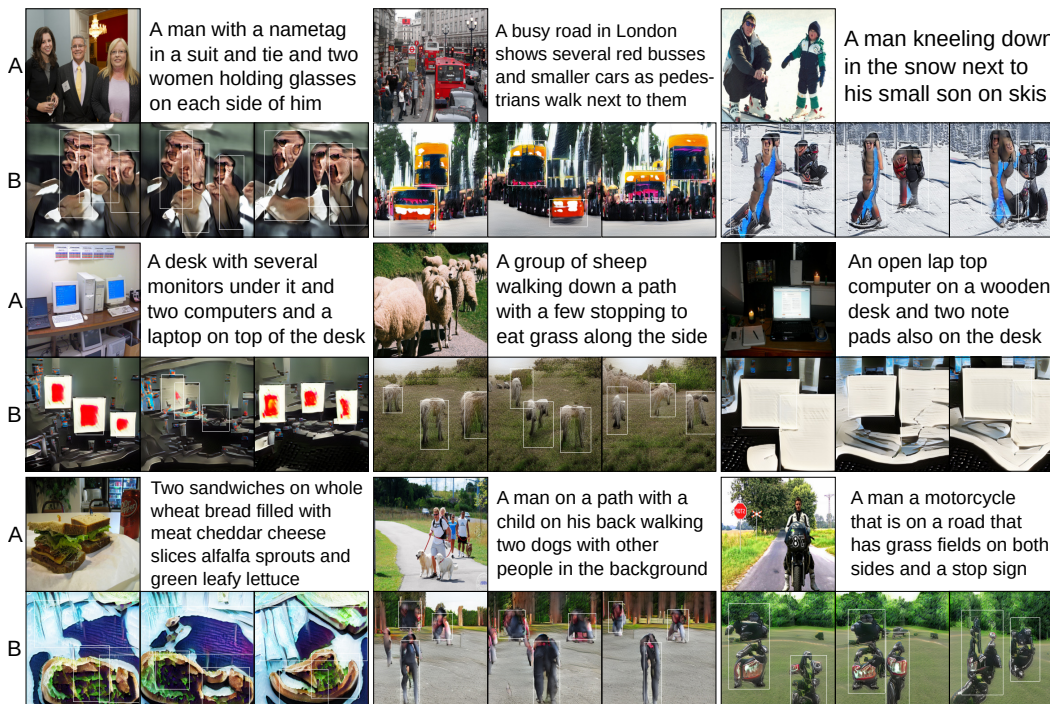 A
A man with a nametag
in a suit and tie and two
women holding glasses
on each side of him
A busy road in London
shows several red busses
and smaller cars as pedes-
trians walk next to them
A man kneeling down
in the snow next to
his small son on skis
B
A
A desk with several
monitors under it and
two computers and a
laptop on top of the desk
A group of sheep
walking down a path
with a few stopping to
eat grass along the side
An open lap top
computer on a wooden
desk and two note
pads also on the desk
B
A
Two sandwiches on whole
wheat bread filled with
meat cheddar cheese
slices alfalfa sprouts and
green leafy lettuce
A man on a path with a
child on his back walking
two dogs with other
people in the background
A man a motorcycle
that is on a road that
has grass fields on both
sides and a stop sign
B